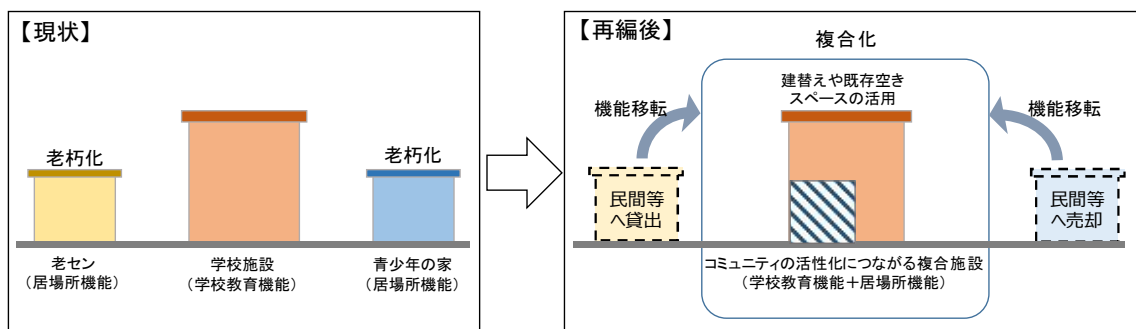 【現状】
老朽化
老朽化
老セン
（居場所機能）
学校施設
（学校教育機能）
青少年の家
（居場所機能）
【再編後】
複合化
建替えや既存空き
スペースの活用
機能移転
機能移転
民間等
へ貸出
民間等
へ売却
コミュニティの活性化につながる複合施設
（学校教育機能＋居場所機能）